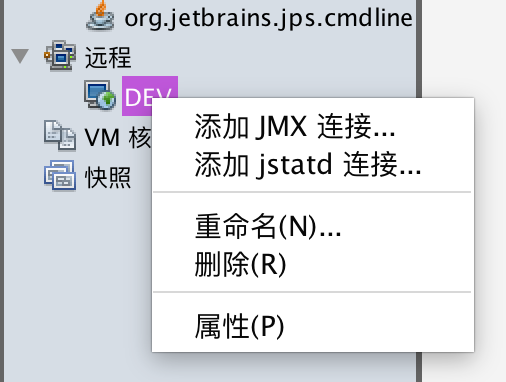 org.jetbrains.jps.cmdline
远程
DEV
VM 核
快照
添加 JMX 连接...
添加 jstatd 连接...
重命名(N)...
删除(R)
属性(P)